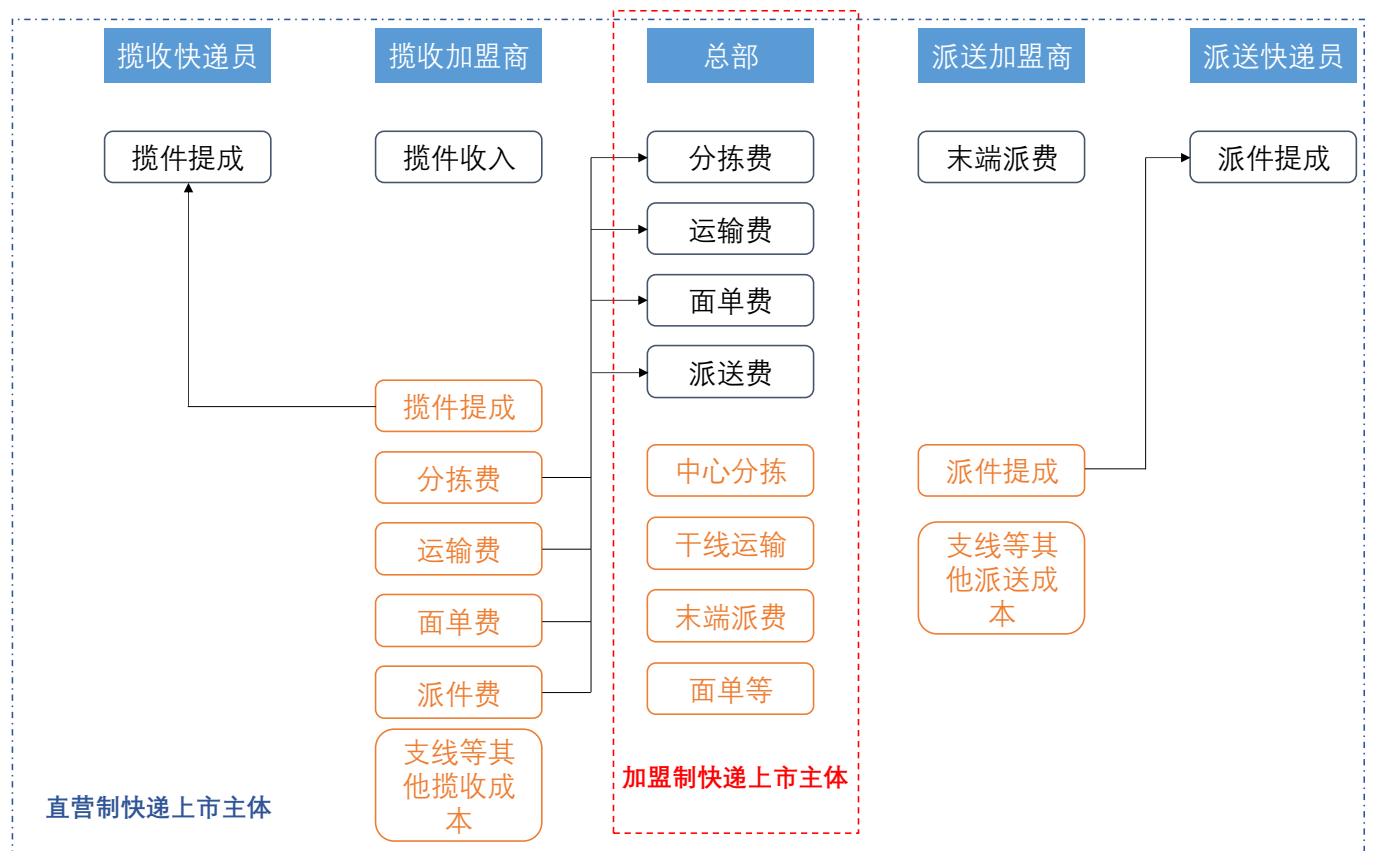 揽收快递员
揽收加盟商
总部
派送加盟商
派送快递员
揽件提成
揽件收入
分拣费
末端派费
派件提成
运输费
面单费
派送费
揽件提成
中心分拣
派件提成
分拣费
干线运输
支线等其
他派送成
本
运输费
末端派费
面单费
面单等
派件费
支线等其
他揽收成
本
加盟制快递上市主体
直营制快递上市主体